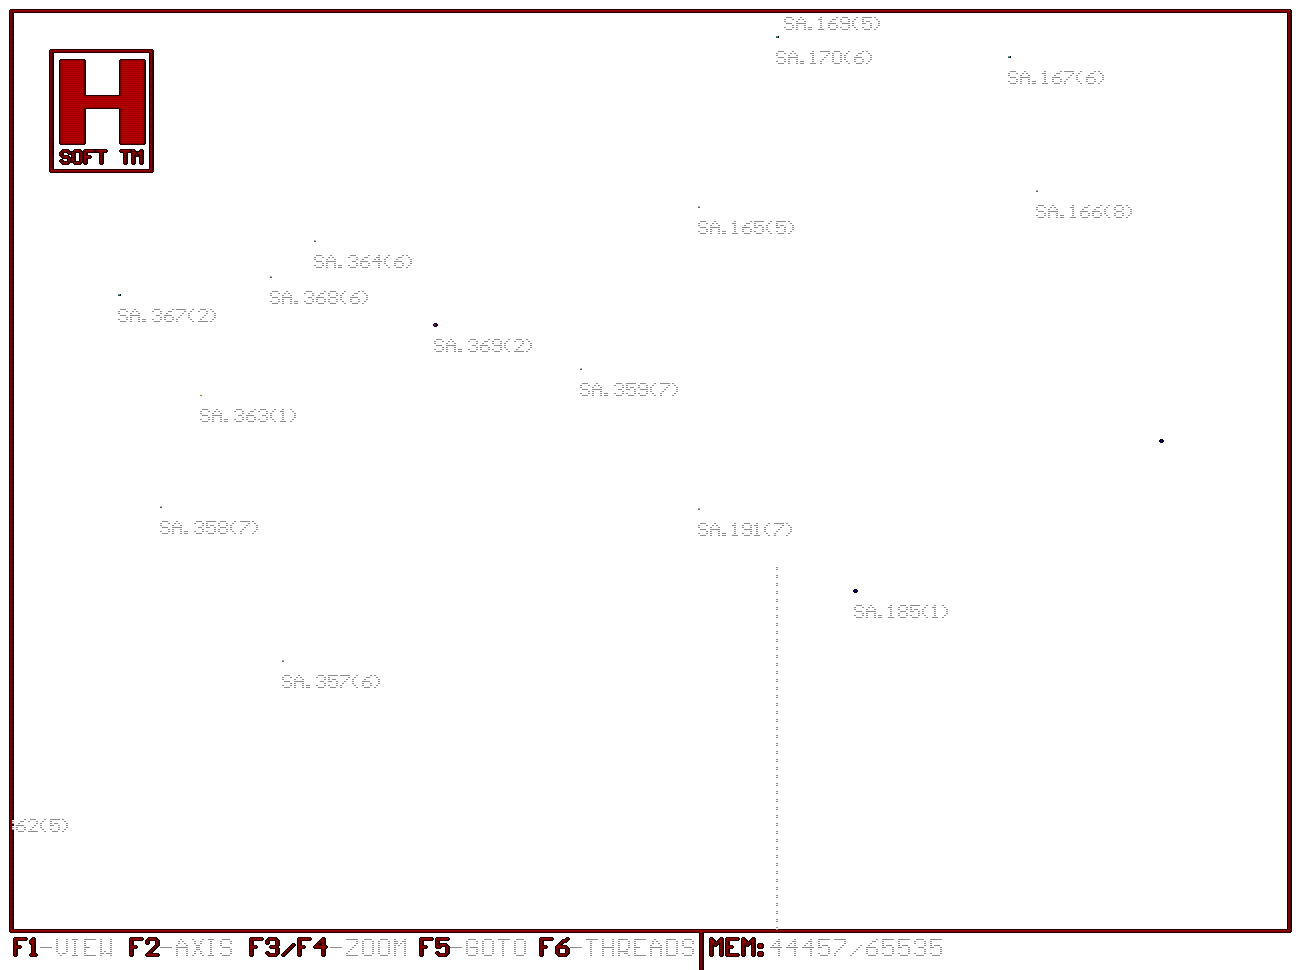 SA.169(5)
SA.170(6)
SA.167(6)
H
SOFT TM
SA.166(8)
SA.165(5)
SA.364(6)
SA.368(6)
SA.367(2)
SA.369(2)
SA.359(7)
SA.363(1)
SA.358(7)
SA.191(7)
SA.185(1)
SA.357(6)
62(5)
F1-VIEW F2-AXIS F3/F4-ZOOM F5-GOTO F6-THREADS MEM:44457/65535